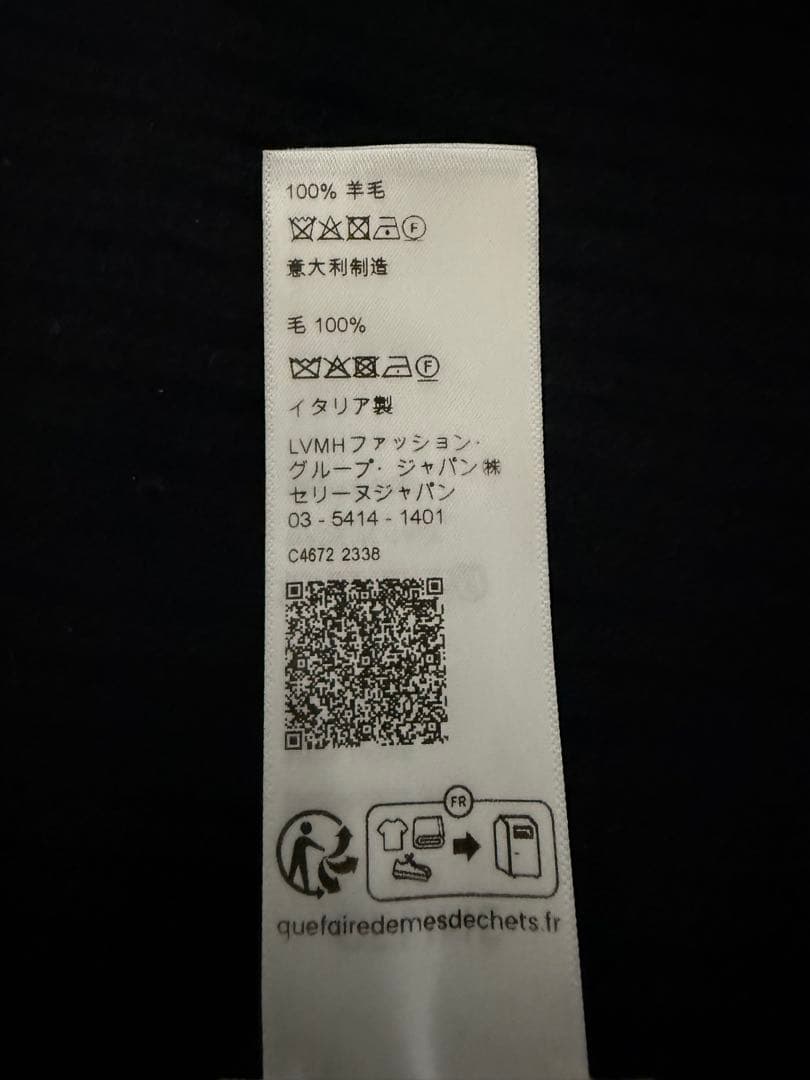 100% 羊毛
F
意大利制造
毛 100%
F
イタリア製
LVMHファッション·
グループ· ジャパン㈱
セリーヌジャパン
03 - 5414 - 1401
C4672 2338
FR
quefairedemesdechets.fr